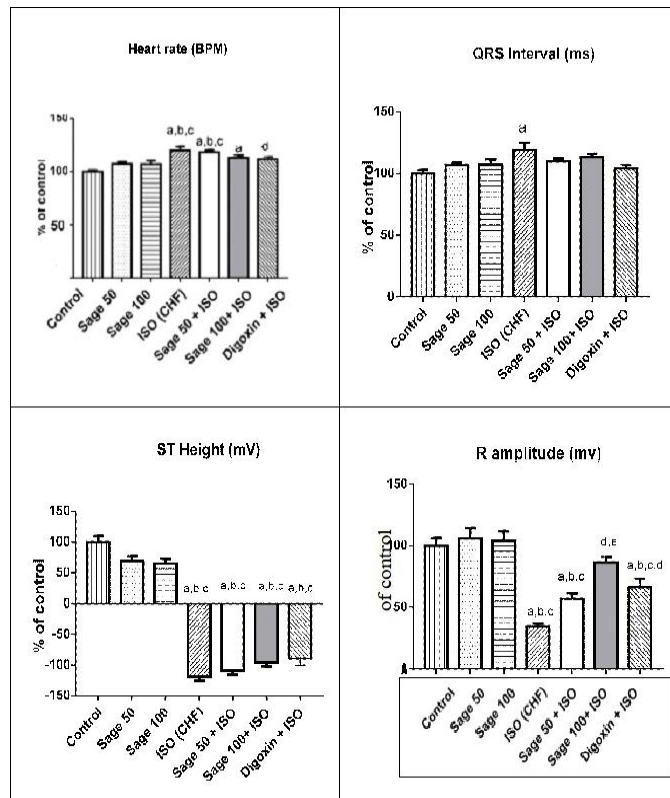 Heart rate (BPM)
% of control
150
100
50
a,b,c
a,b,c
a
d
Control
Sage 50
Sage 100
ISO (CHF)
Sage 50 + ISO
Sage 100+ ISO
Digoxin + ISO
QRS Interval (ms)
% of control
150
100
50
0
a
Control
Sage 50
Sage 100
ISO (CHF)
Sage 50 + ISO
Sage 100+ ISO
Digoxin + ISO
ST Height (mV)
% of control
150
100
50
0
-50
-100
-150
a,b,c
a,b,c
a,b,c
a,b,c
Control
Sage 50
Sage 100
ISO (CHF)
Sage 50 + ISO
Sage 100+ ISO
Digoxin + ISO
R amplitude (mv)
of control
100
50
a,b,c
a,b,c
a,b,c,d
Control
Sage 50
Sage 100
ISO (CHF)
Sage 50 + ISO
Sage 100+ ISO
Digoxin + ISO